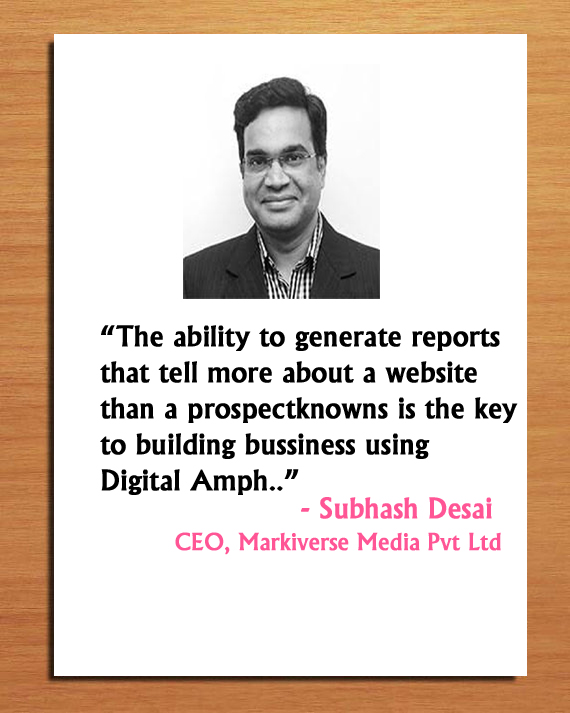 “The ability to generate reports
that tell more about a website
than a prospectknowns is the key
to building bussiness using
Digital Amph..”
- Subhash Desai
CEO, Markiverse Media Pvt Ltd